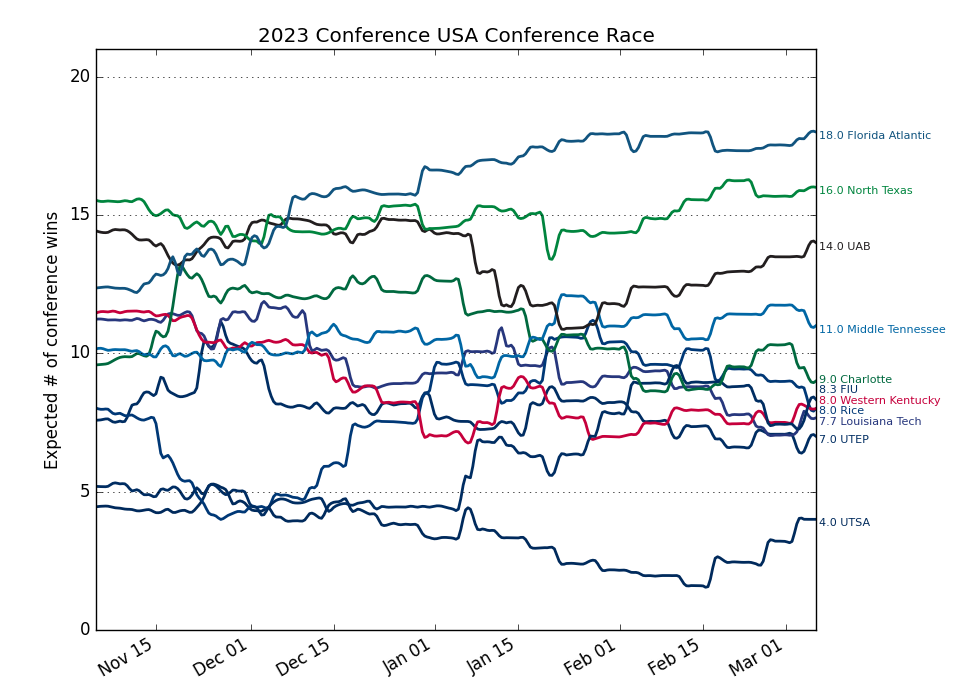 2023 Conference USA Conference Race
Expected # of conference wins
20
15
10
5
0
Nov 15
Dec 01
Dec 15
Jan 01
Jan 15
Feb 01
Feb 15
Mar 01
18.0 Florida Atlantic
16.0 North Texas
14.0 UAB
11.0 Middle Tennessee
9.0 Charlotte
8.3 FIU
8.0 Western Kentucky
8.0 Rice
7.7 Louisiana Tech
7.0 UTEP
4.0 UTSA